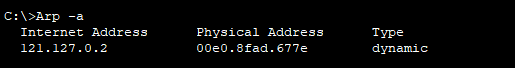 C:\>Arp -a
Internet Address Physical Address Type
121.127.0.2 00e0.8fad.677e dynamic